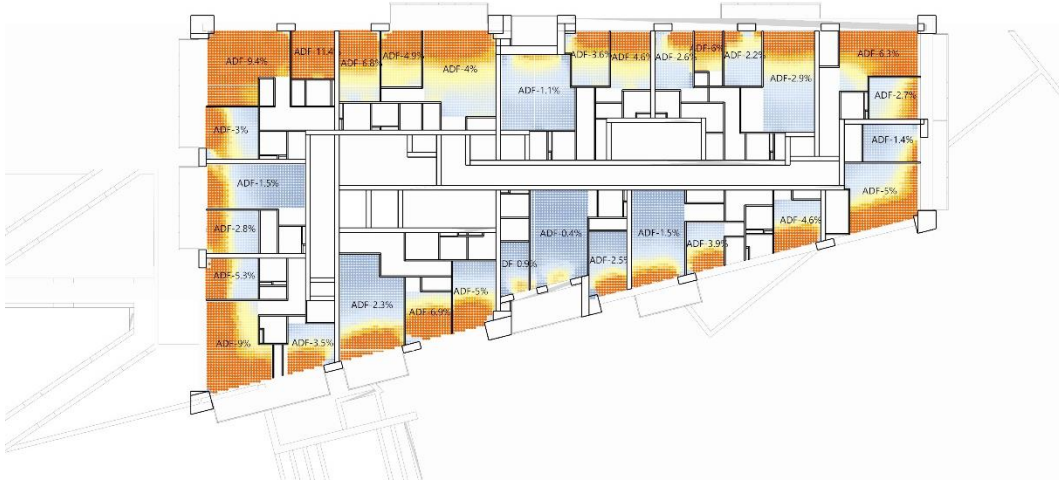 ADF-9.4%
ADF-11.4
ADF-6.8%
ADF-4.9%
ADF-4%
ADF-1.1%
ADF-3.6%
ADF-4.6%
ADF-2.6%
ADF-6%
ADF-2.2%
ADF-2.9%
ADF-6.3%
ADF-2.7%
ADF-3%
ADF-1.4%
ADF-1.5%
ADF-5%
ADF-2.8%
ADF-4.6%
ADF-0.4%
ADF-1.5%
ADF-3.9%
DF-0.9%
ADF-2.5%
ADF-5.3%
ADF-5%
ADF-2.3%
ADF-6.9%
ADF-9%
ADF-3.5%